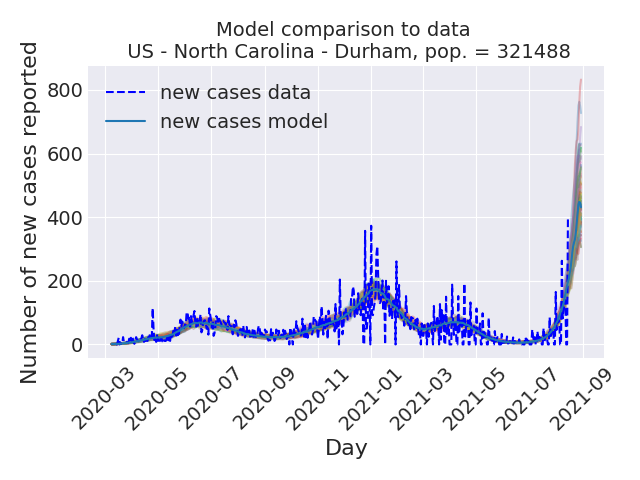 Model comparison to data
US - North Carolina - Durham, pop. = 321488
Number of new cases reported
800
600
400
200
0
new cases data
new cases model
2020-03
2020-05
2020-07
2020-09
2020-11
2021-01
2021-03
2021-05
2021-07
2021-09
Day